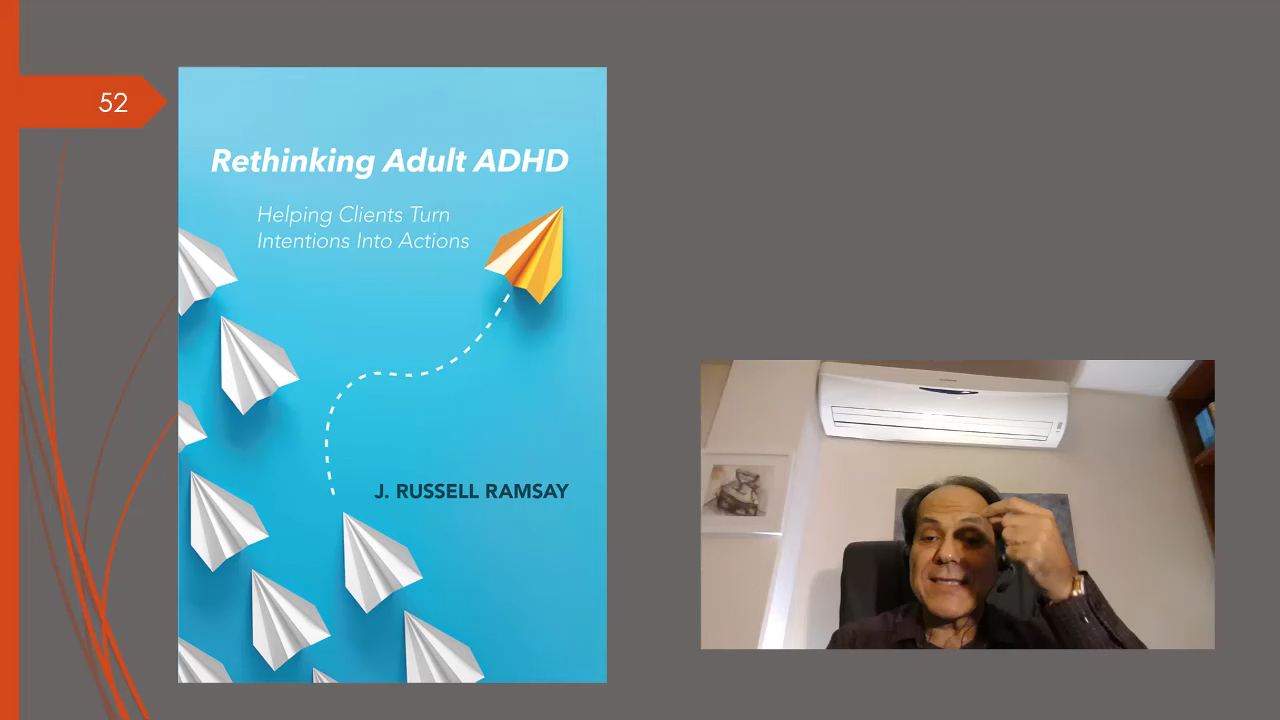 52
Rethinking Adult ADHD
Helping Clients Turn
Intentions Into Actions
J. RUSSELL RAMSAY